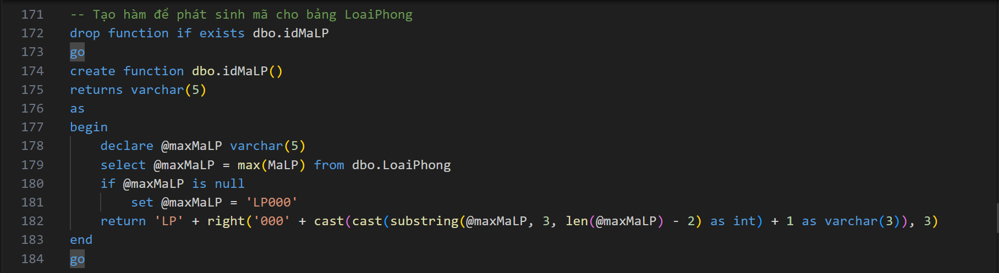 171 -- Tạo hàm để phát sinh mã cho bảng LoaiPhong
172 drop function if exists dbo.idMaLP
173 go
174 create function dbo.idMaLP()
175 returns varchar(5)
176 as
177 begin
178 declare @maxMaLP varchar(5)
179 select @maxMaLP = max(MaLP) from dbo.LoaiPhong
180 if @maxMaLP is null
181 set @maxMaLP = 'LP000'
182 return 'LP' + right('000' + cast(cast(substring(@maxMaLP, 3, len(@maxMaLP) - 2) as int) + 1 as varchar(3)), 3)
183 end
184 go